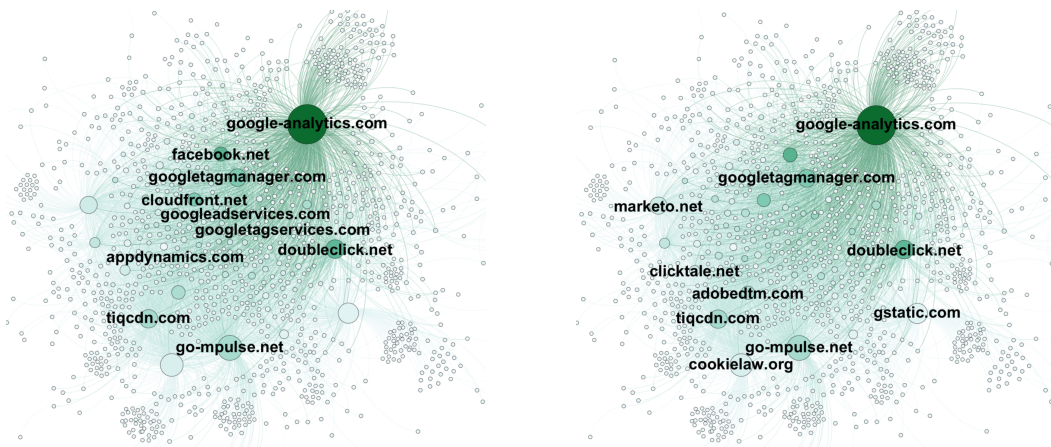 google-analytics.com
facebook.net
googletagmanager.com
cloudfront.net
googleadservices.com
googletagservices.com
doubleclick.net
appdynamics.com
tiqcdn.com
go-mpulse.net
google-analytics.com
googletagmanager.com
marketo.net
doubleclick.net
clicktale.net
adobedtm.com
gstatic.com
tiqcdn.com
go-mpulse.net
cookielaw.org